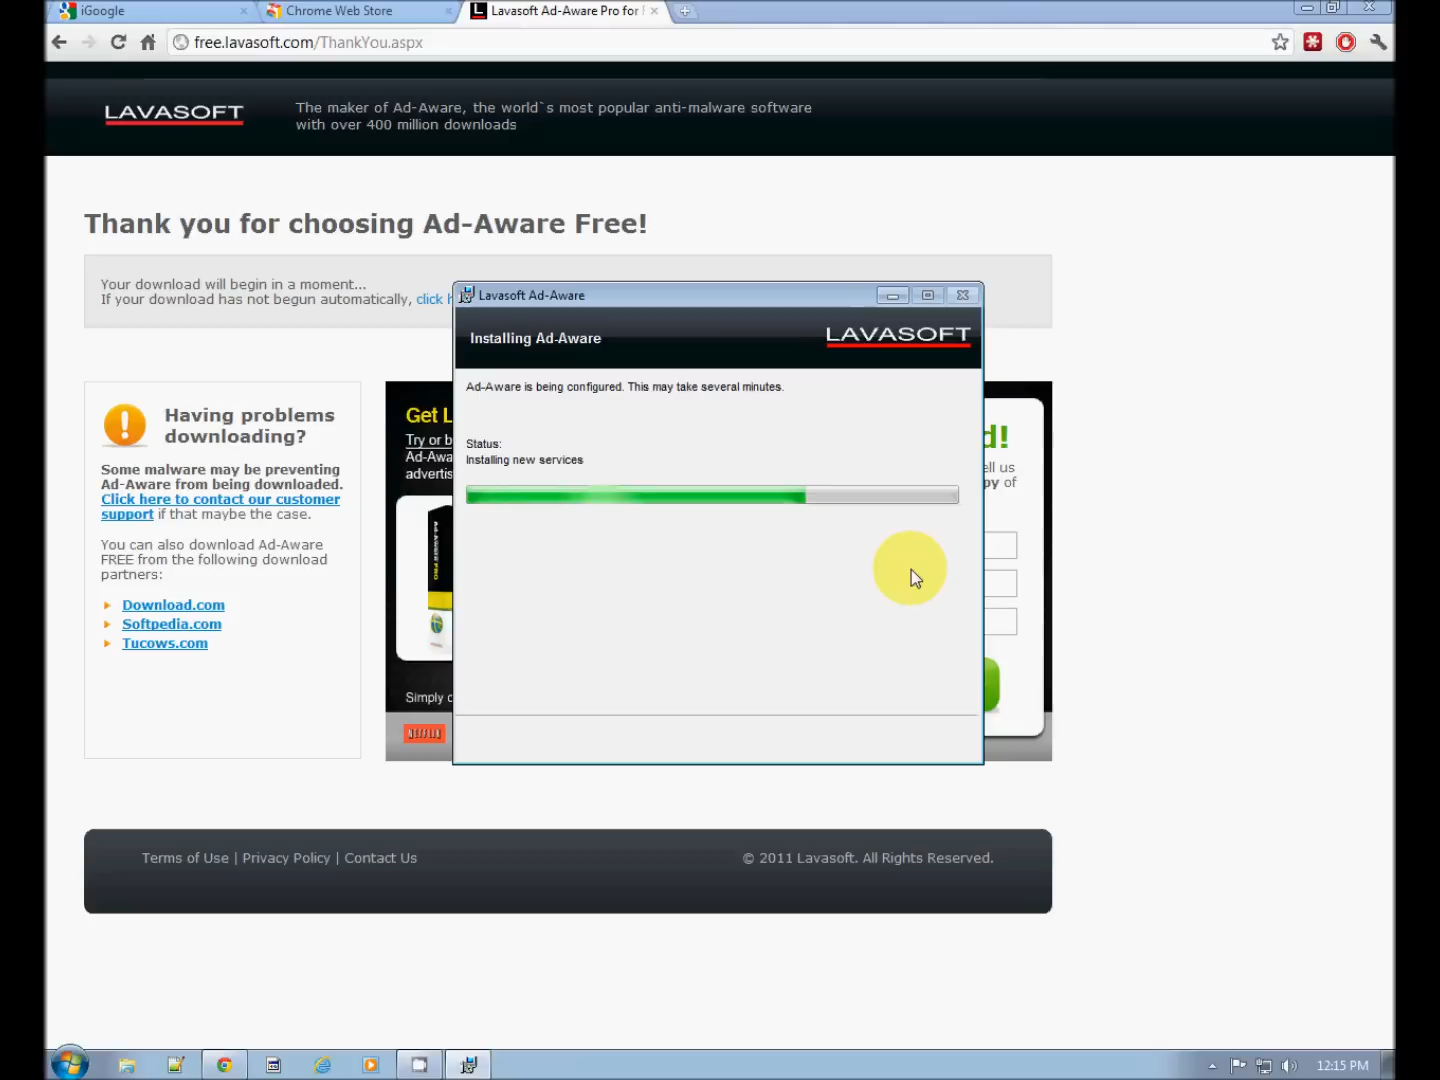 iGoogle
Chrome Web Store
Lavasoft Ad-Aware Pro for
free.lavasoft.com/ThankYou.aspx
LAVASOFT
The maker of Ad-Aware, the world`s most popular anti-malware software
with over 400 million downloads
Thank you for choosing Ad-Aware Free!
Your download will begin in a moment...
If your download has not begun automatically, click
Lavasoft Ad-Aware
Installing Ad-Aware
LAVASOFT
Ad-Aware is being configured. This may take several minutes.
Status:
Installing new services
Having problems
downloading?
Some malware may be preventing
Ad-Aware from being downloaded.
Click here to contact our customer
support if that maybe the case.
You can also download Ad-Aware
FREE from the following download
partners:
Download.com
Softpedia.com
Tucows.com
Get L
Try or b
Ad-Awa
advertis
Ad-Aware PRO
Simply c
NETFLIX
d!
ell us
py of
Terms of Use | Privacy Policy | Contact Us
© 2011 Lavasoft. All Rights Reserved.
12:15 PM